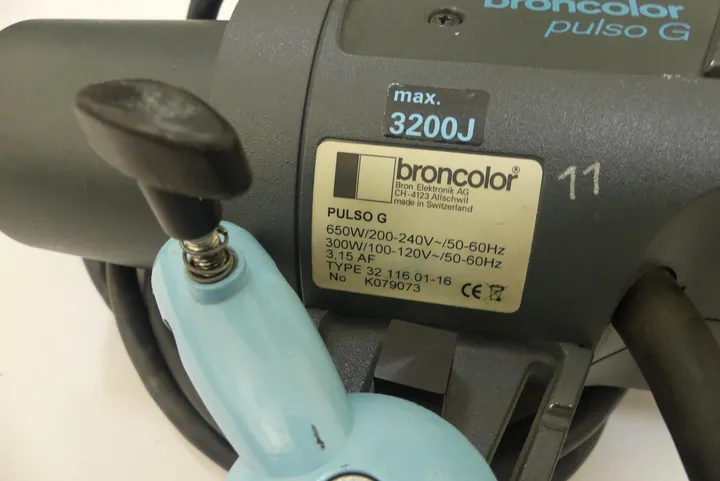 broncolor
pulso G
max.
3200J
broncolor®
Bron Elektronik AG
CH-4123 Allschwil
made in Switzerland
PULSO G
650W/200-240V~/50-60Hz
300W/100-120V~/50-60Hz
3,15 AF
TYPE 32.116.01-16
No K079073
CE
11